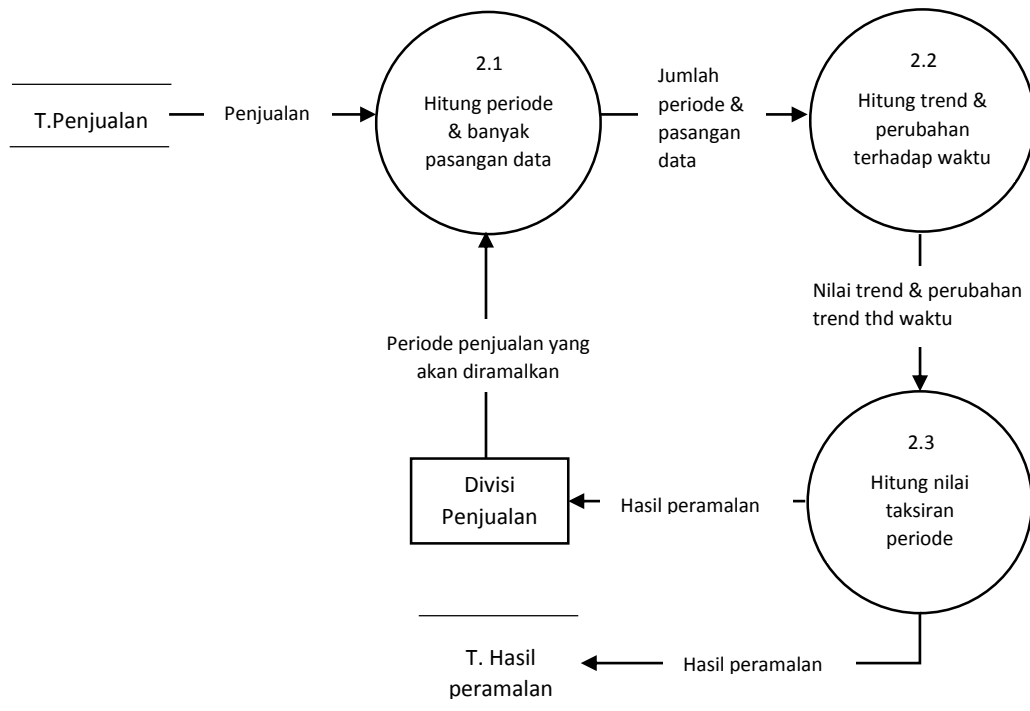 T.Penjualan
Penjualan
2.1
Hitung periode
& banyak
pasangan data
Jumlah
periode &
pasangan
data
2.2
Hitung trend &
perubahan
terhadap waktu
Nilai trend & perubahan
trend thd waktu
Periode penjualan yang
akan diramalkan
2.3
Hitung nilai
taksiran
periode
Divisi
Penjualan
Hasil peramalan
T. Hasil
peramalan
Hasil peramalan